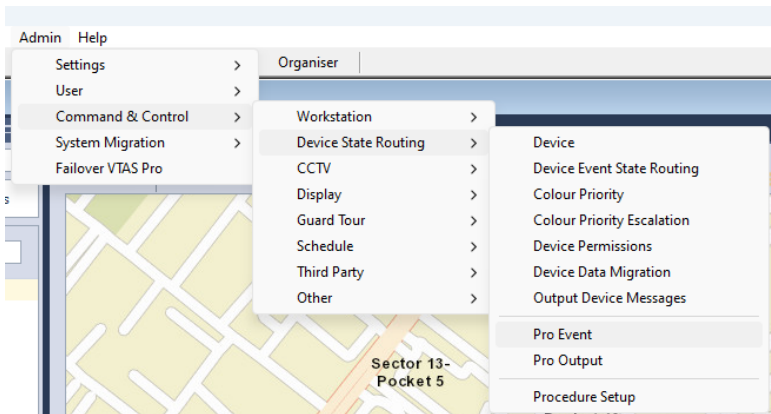 Admin Help
Organiser
Settings
User
Command & Control
System Migration
Failover VTAS Pro
Workstation
Device State Routing
CCTV
Display
Guard Tour
Schedule
Third Party
Other
Device
Device Event State Routing
Colour Priority
Colour Priority Escalation
Device Permissions
Device Data Migration
Output Device Messages
Pro Event
Pro Output
Procedure Setup
s
Sector 13-
Pocket 5